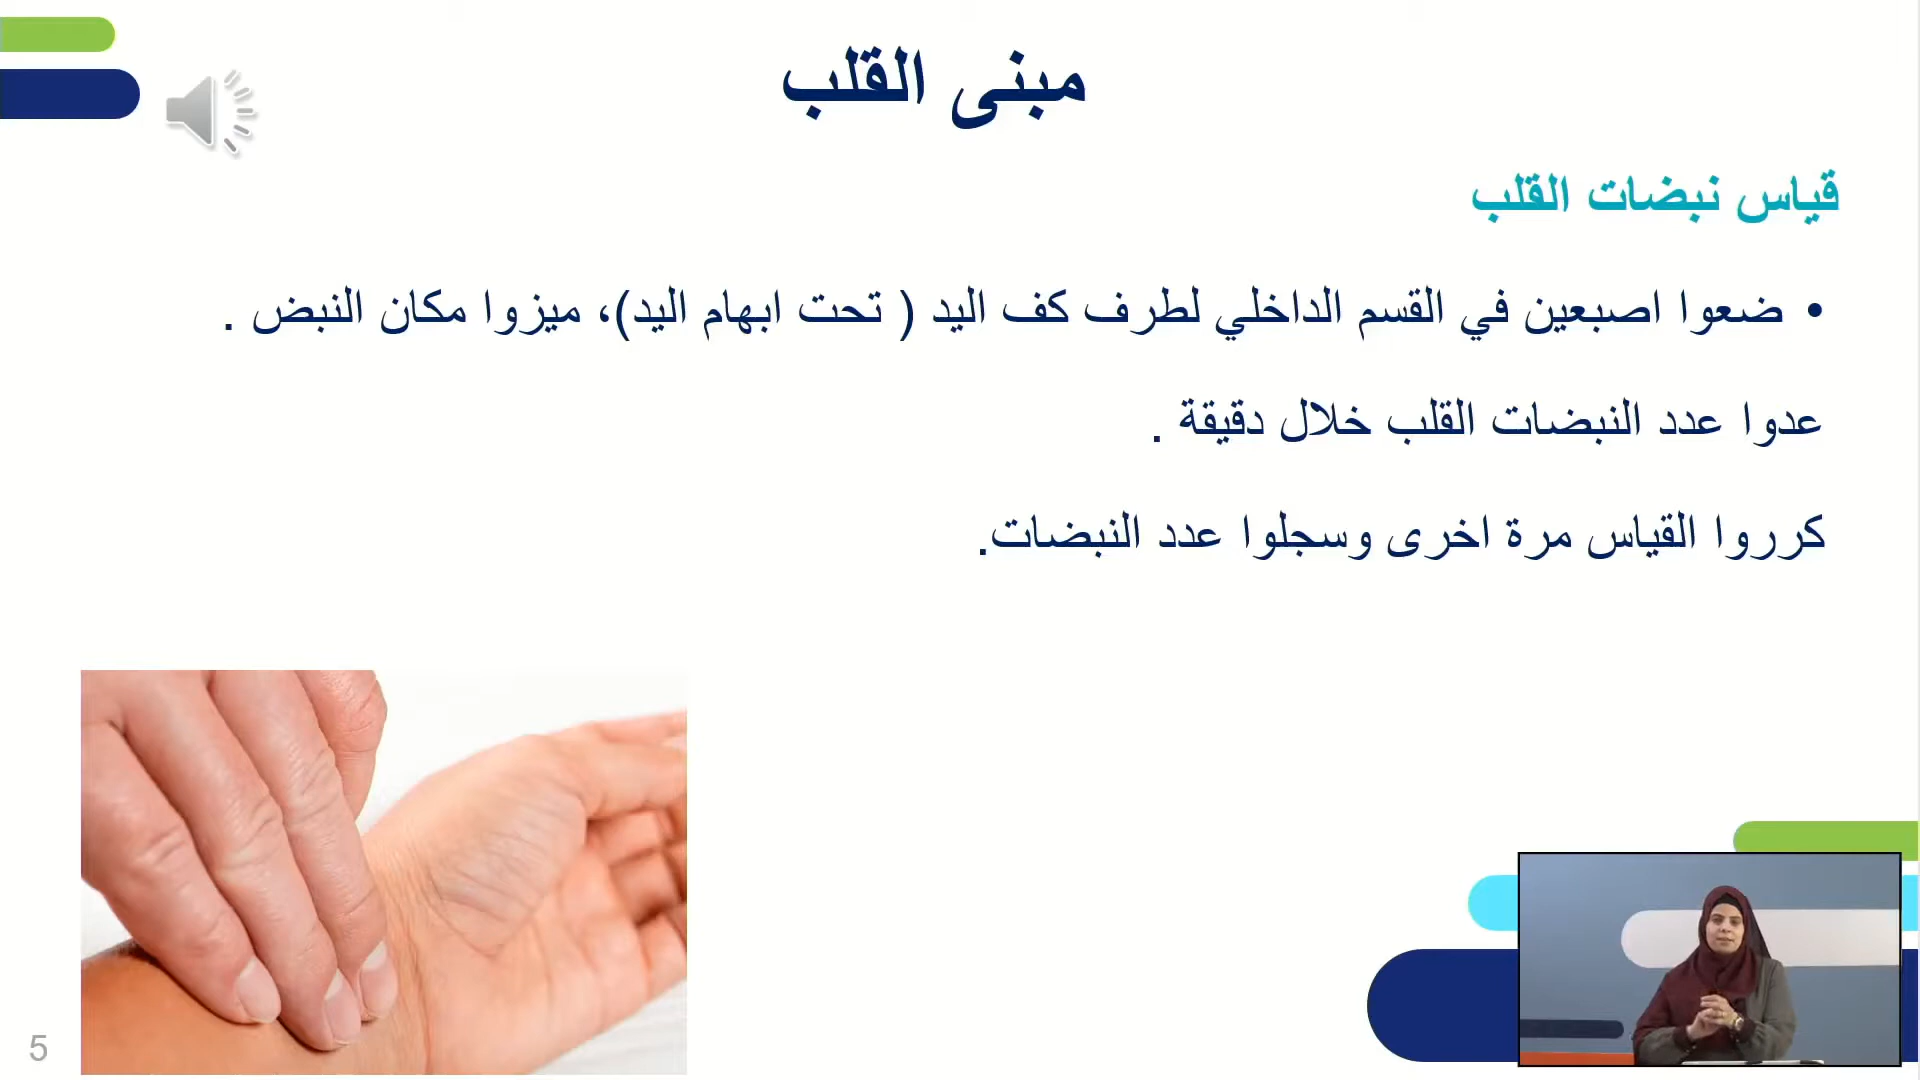 مبنى القلب
قياس نبضات القلب
• ضعوا اصبعين في القسم الداخلي لطرف كف اليد ( تحت ابهام اليد)، ميزوا مكان النبض .
عدوا عدد النبضات القلب خلال دقيقة .
كرروا القياس مرة اخرى وسجلوا عدد النبضات.
5